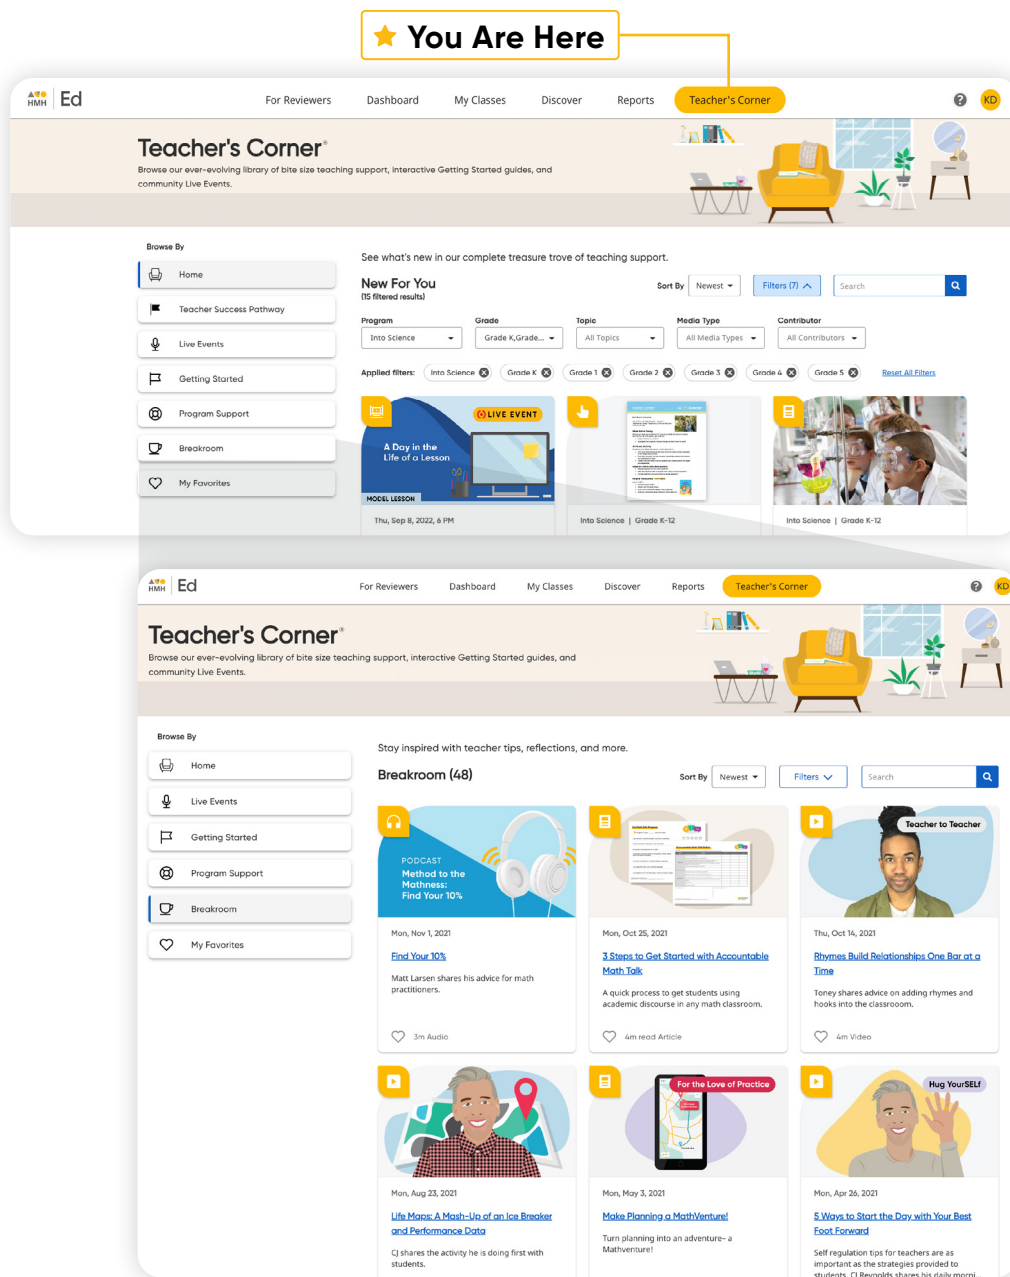 You Are Here
HMH Ed
For Reviewers Dashboard My Classes Discover Reports Teacher's Corner
KD
Teacher's Corner®
Browse our ever-evolving library of bite size teaching support, interactive Getting Started guides, and
community Live Events.
Browse By
Home
Teacher Success Pathway
Live Events
Getting Started
Program Support
Breakroom
My Favorites
See what's new in our complete treasure trove of teaching support.
New For You
(15 filtered results)
Sort By Newest Filters (7) Search
Program Grade Topic Media Type Contributor
Into Science Grade K,Grade... All Topics All Media Types All Contributors
Applied filters: Into Science Grade K Grade 1 Grade 2 Grade 3 Grade 4 Grade 5 Reset All Filters
LIVE EVENT
A Day in the
Life of a Lesson
MODEL LESSON
Thu, Sep 8, 2022, 6 PM
Into Science | Grade K-12
Into Science | Grade K-12
HMH Ed
For Reviewers Dashboard My Classes Discover Reports Teacher's Corner
KD
Teacher's Corner®
Browse our ever-evolving library of bite size teaching support, interactive Getting Started guides, and
community Live Events.
Browse By
Home
Live Events
Getting Started
Program Support
Breakroom
My Favorites
Stay inspired with teacher tips, reflections, and more.
Breakroom (48)
Sort By Newest Filters Search
PODCAST
Method to the
Mathness:
Find Your 10%
Mon, Nov 1, 2021
Find Your 10%
Matt Larsen shares his advice for math
practitioners.
3m Audio
Mon, Oct 25, 2021
3 Steps to Get Started with Accountable
Math Talk
A quick process to get students using
academic discourse in any math classroom.
4m read Article
Teacher to Teacher
Thu, Oct 14, 2021
Rhymes Build Relationships One Bar at a
Time
Toney shares advice on adding rhymes and
hooks into the classrooom.
4m Video
Mon, Aug 23, 2021
Life Maps: A Mash-Up of an Ice Breaker
and Performance Data
CJ shares the activity he is doing first with
students.
For the Love of Practice
Mon, May 3, 2021
Make Planning a MathVenture!
Turn planning into an adventure- a
Mathventure!
Hug YourSELf
Mon, Apr 26, 2021
5 Ways to Start the Day with Your Best
Foot Forward
Self regulation tips for teachers are as
important as the strategies provided to
students. CJ Reynolds shares his daily morni...